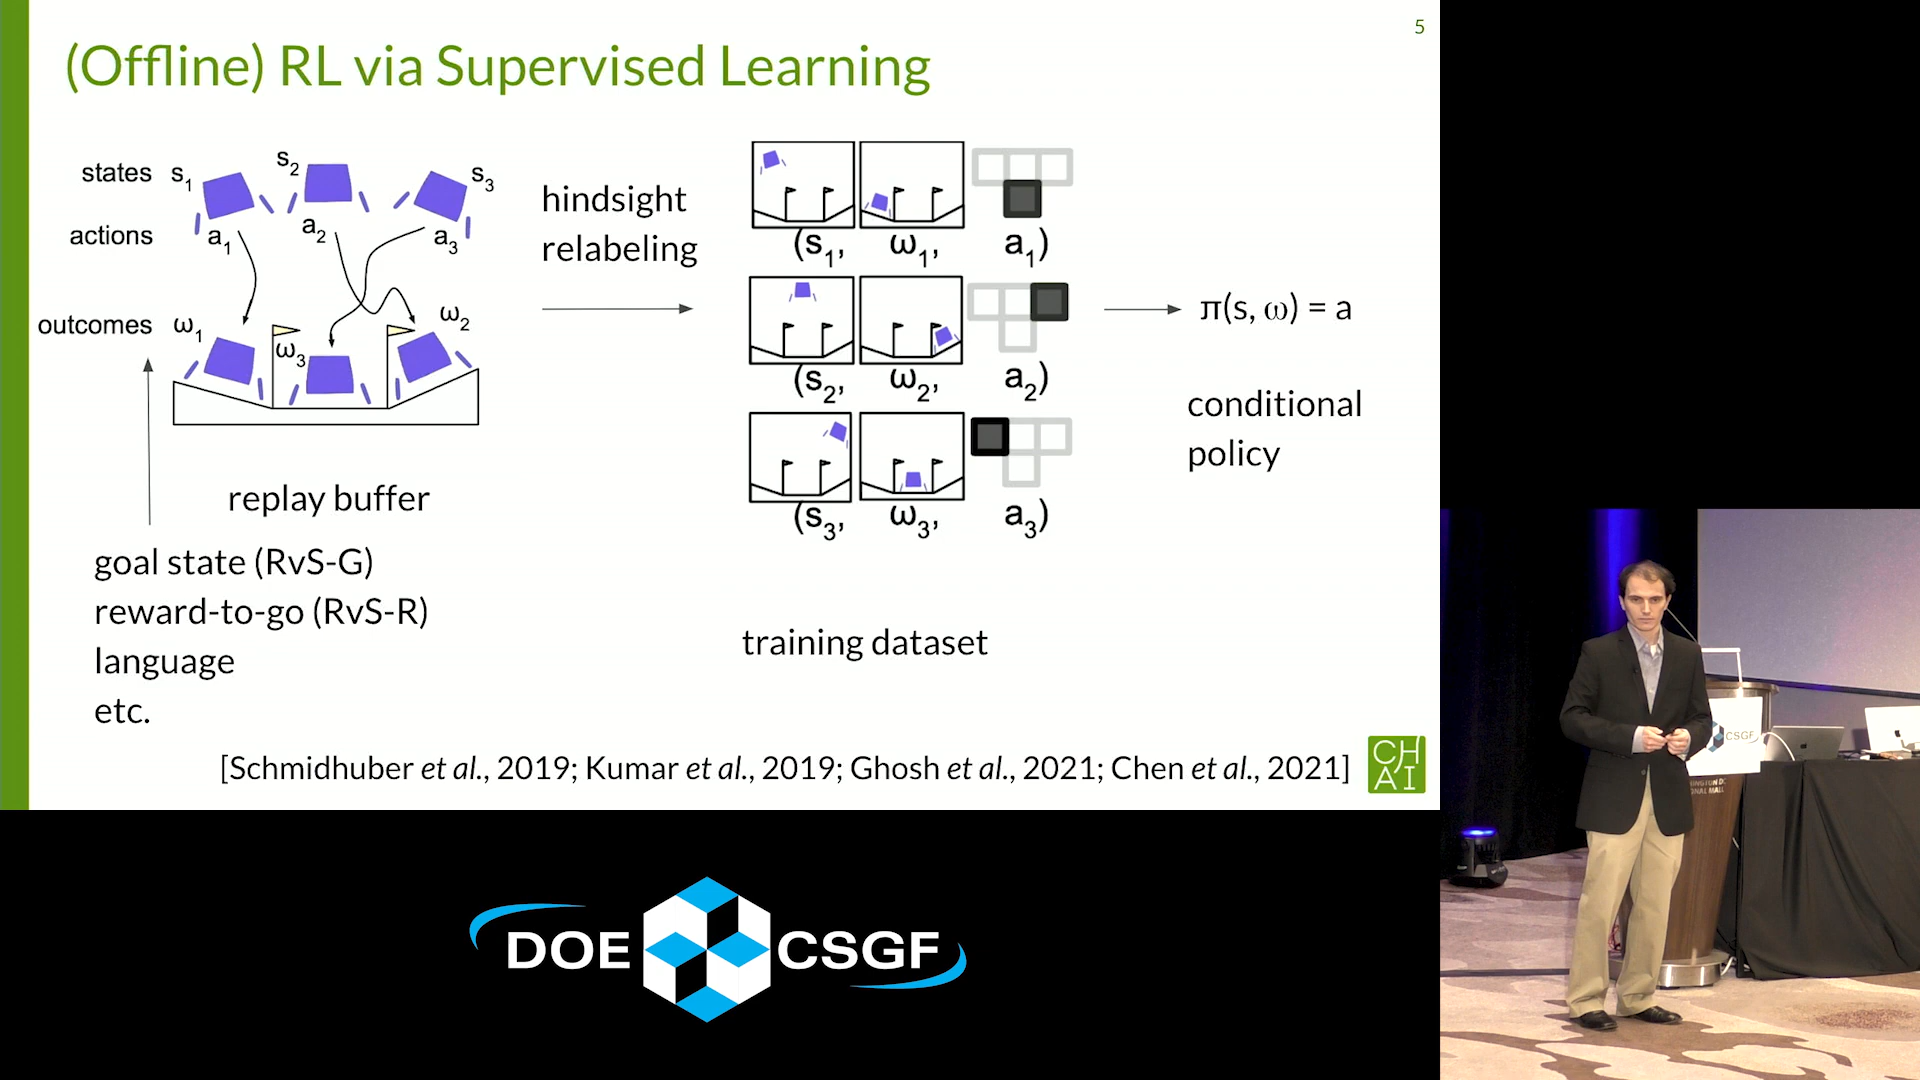 5
(Offline) RL via Supervised Learning
states s1 s2 s3
actions a1 a2 a3
outcomes ω1 ω3 ω2
replay buffer
goal state (RvS-G)
reward-to-go (RvS-R)
language
etc.
hindsight
relabeling
(s1, ω1, a1)
(s2, ω2, a2)
(s3, ω3, a3)
training dataset
π(s, ω) = a
conditional
policy
[Schmidhuber et al., 2019; Kumar et al., 2019; Ghosh et al., 2021; Chen et al., 2021]
CH
AI
DOE CSGF
CSGF